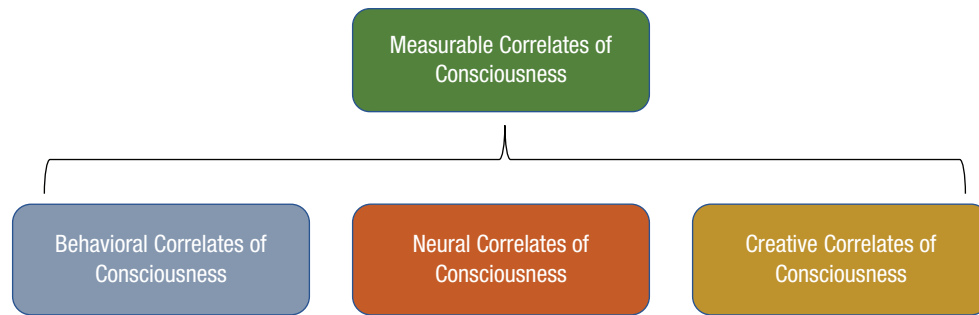 Measurable Correlates of
Consciousness
Behavioral Correlates of
Consciousness
Neural Correlates of
Consciousness
Creative Correlates of
Consciousness